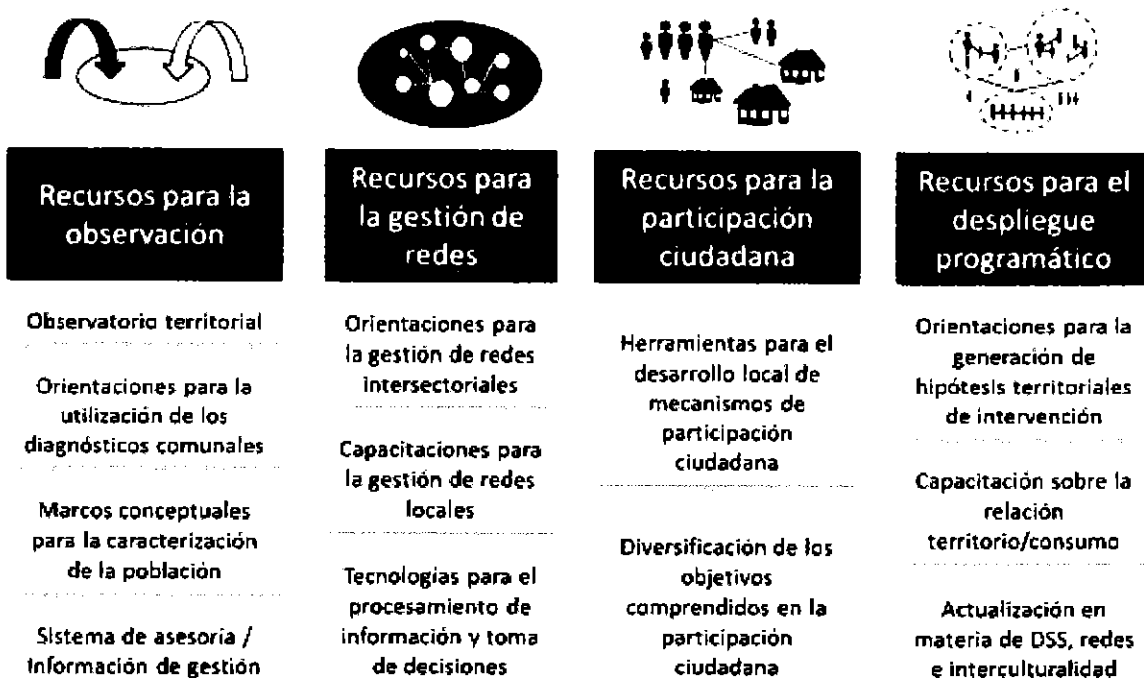 Recursos para la
observación
Observatorio territorial
Orientaciones para la
utilización de los
diagnósticos comunales
Marcos conceptuales
para la caracterización
de la población
Sistema de asesoría /
Información de gestión
Recursos para
la gestión de
redes
Orientaciones para
la gestión de redes
intersectoriales
Capacitaciones para
la gestión de redes
locales
Tecnologías para el
procesamiento de
información y toma
de decisiones
Recursos para la
participación
ciudadana
Herramientas para el
desarrollo local de
mecanismos de
participación
ciudadana
Diversificación de los
objetivos
comprendidos en la
participación
ciudadana
Recursos para el
despliegue
programático
Orientaciones para la
generación de
hipótesis territoriales
de intervención
Capacitación sobre la
relación
territorio/consumo
Actualización en
materia de DSS, redes
e interculturalidad